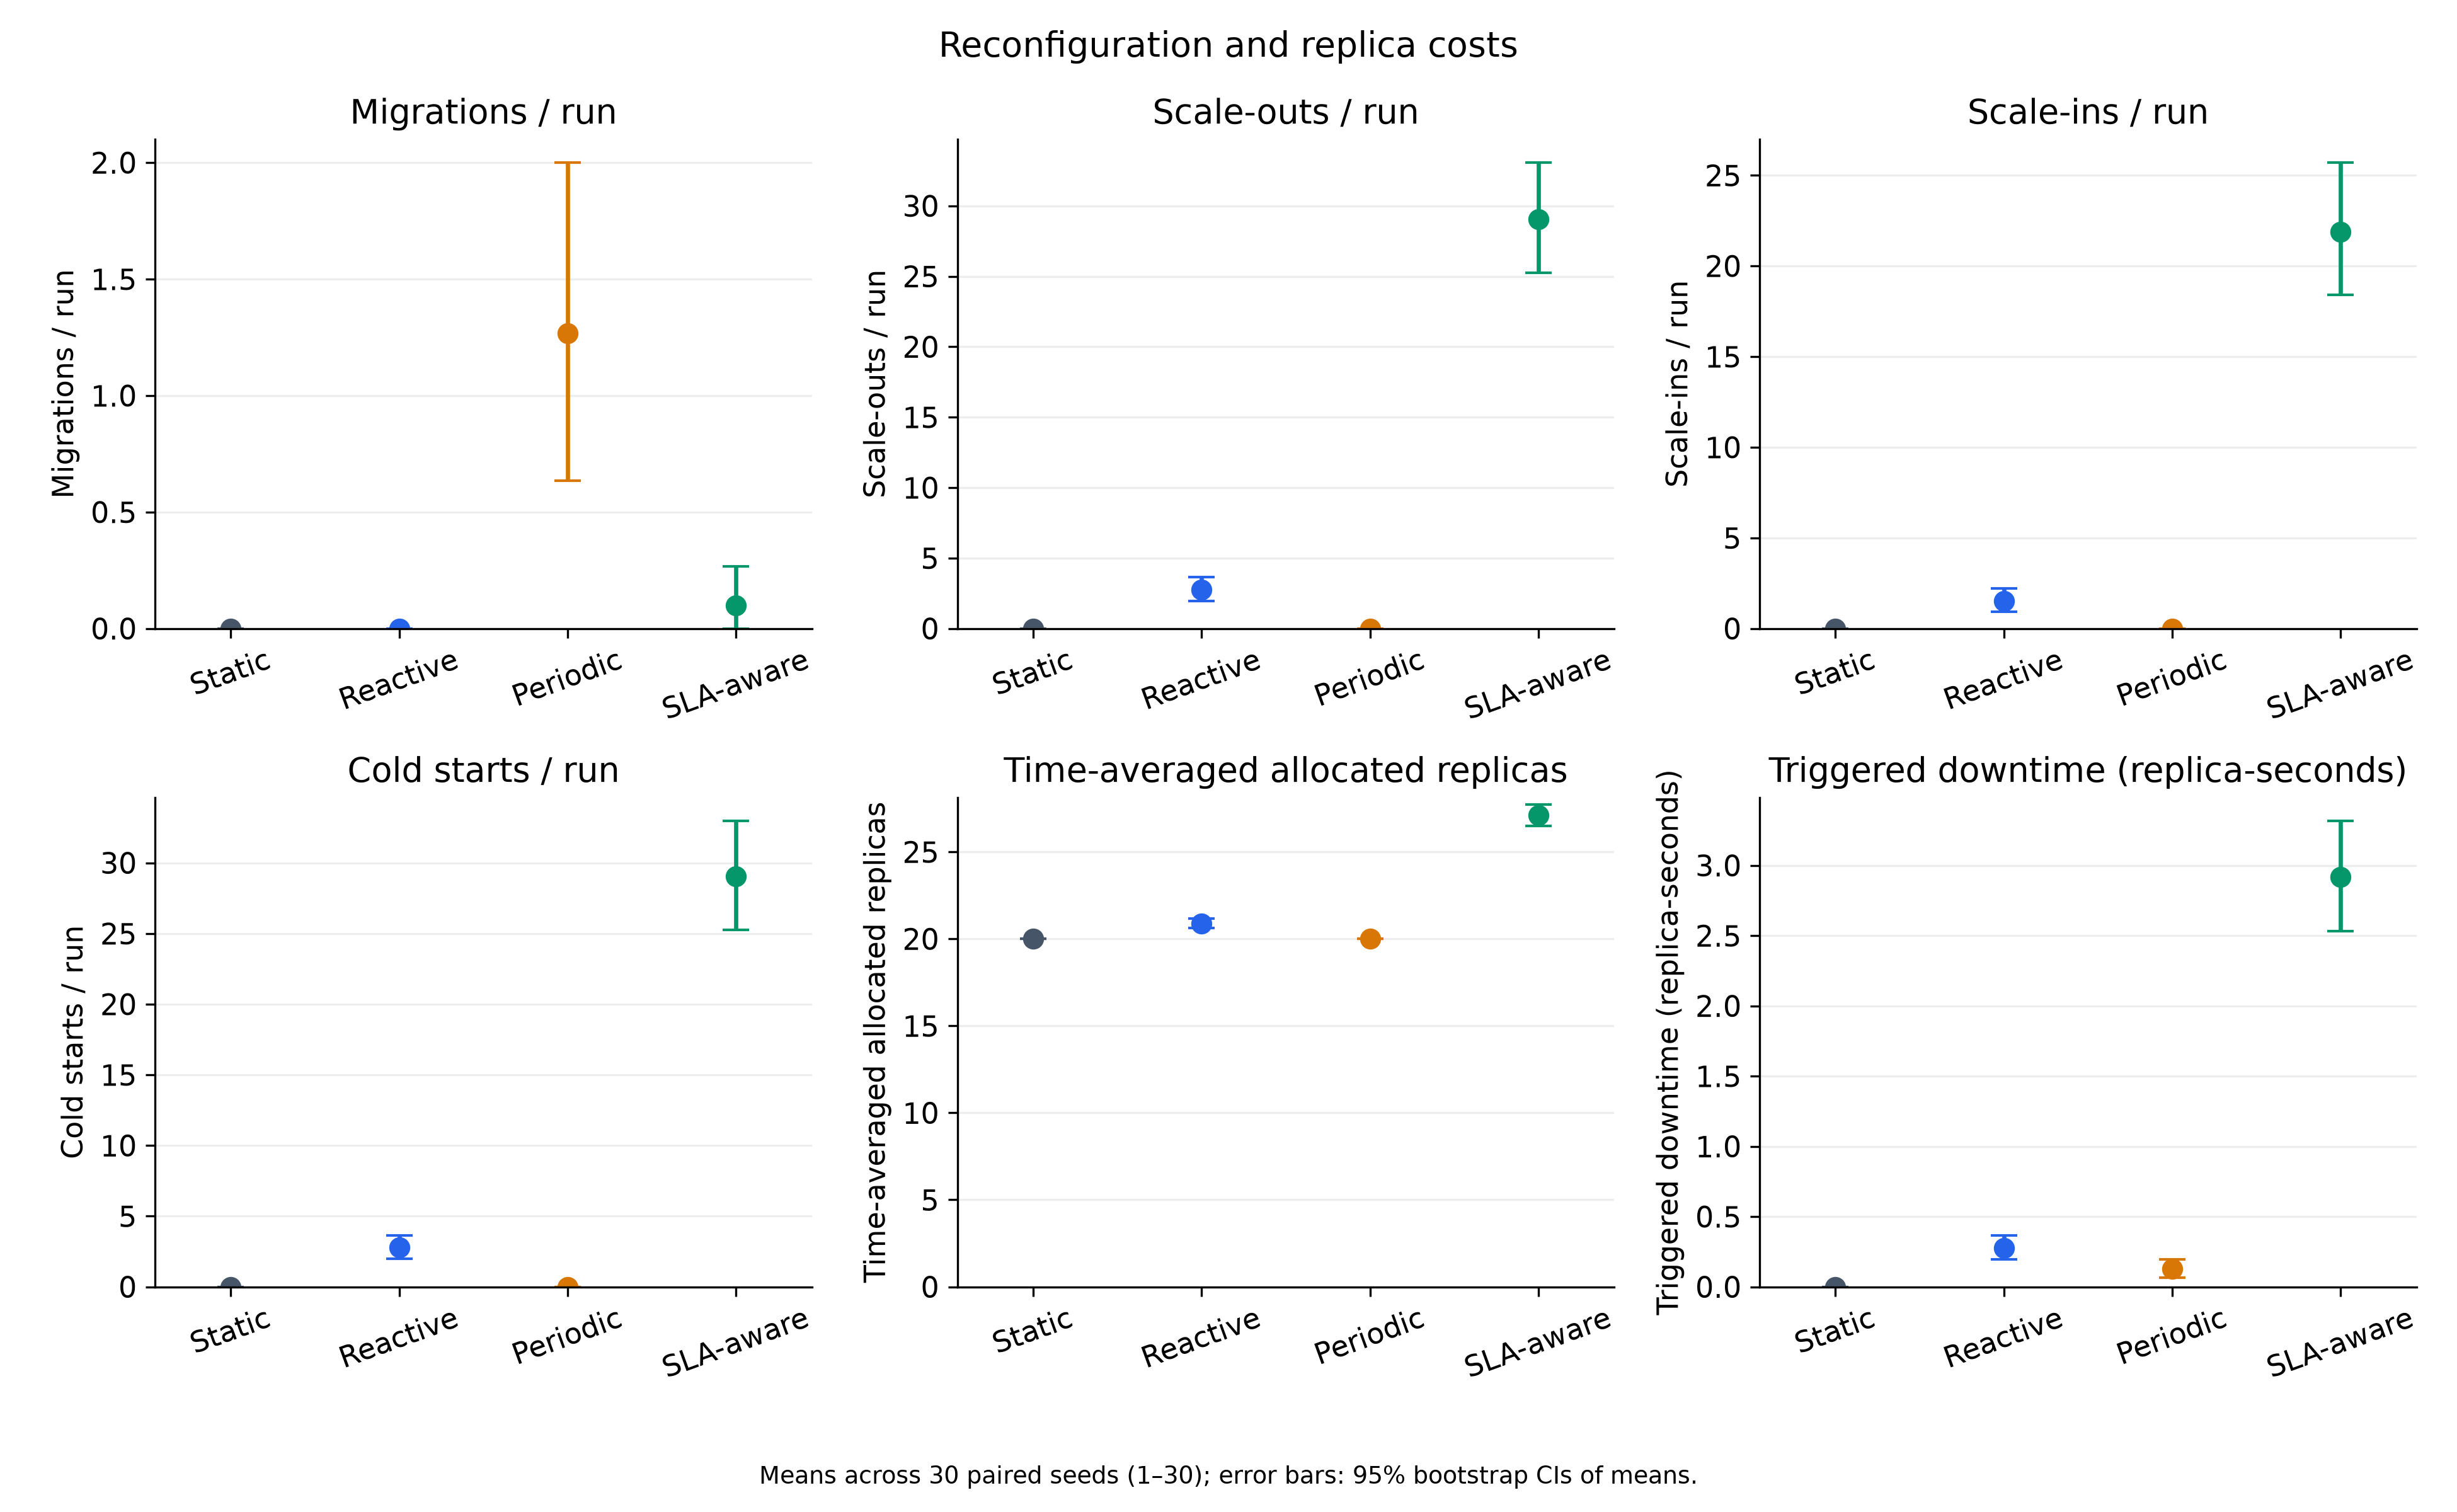 Reconfiguration and replica costs
Migrations / run
Migrations / run
2.0
1.5
1.0
0.5
0.0
Static
Reactive
Periodic
SLA-aware
Scale-outs / run
Scale-outs / run
30
25
20
15
10
5
0
Static
Reactive
Periodic
SLA-aware
Scale-ins / run
Scale-ins / run
25
20
15
10
5
0
Static
Reactive
Periodic
SLA-aware
Cold starts / run
Cold starts / run
30
25
20
15
10
5
0
Static
Reactive
Periodic
SLA-aware
Time-averaged allocated replicas
Time-averaged allocated replicas
25
20
15
10
5
0
Static
Reactive
Periodic
SLA-aware
Triggered downtime (replica-seconds)
Triggered downtime (replica-seconds)
3.0
2.5
2.0
1.5
1.0
0.5
0.0
Static
Reactive
Periodic
SLA-aware
Means across 30 paired seeds (1–30); error bars: 95% bootstrap CIs of means.